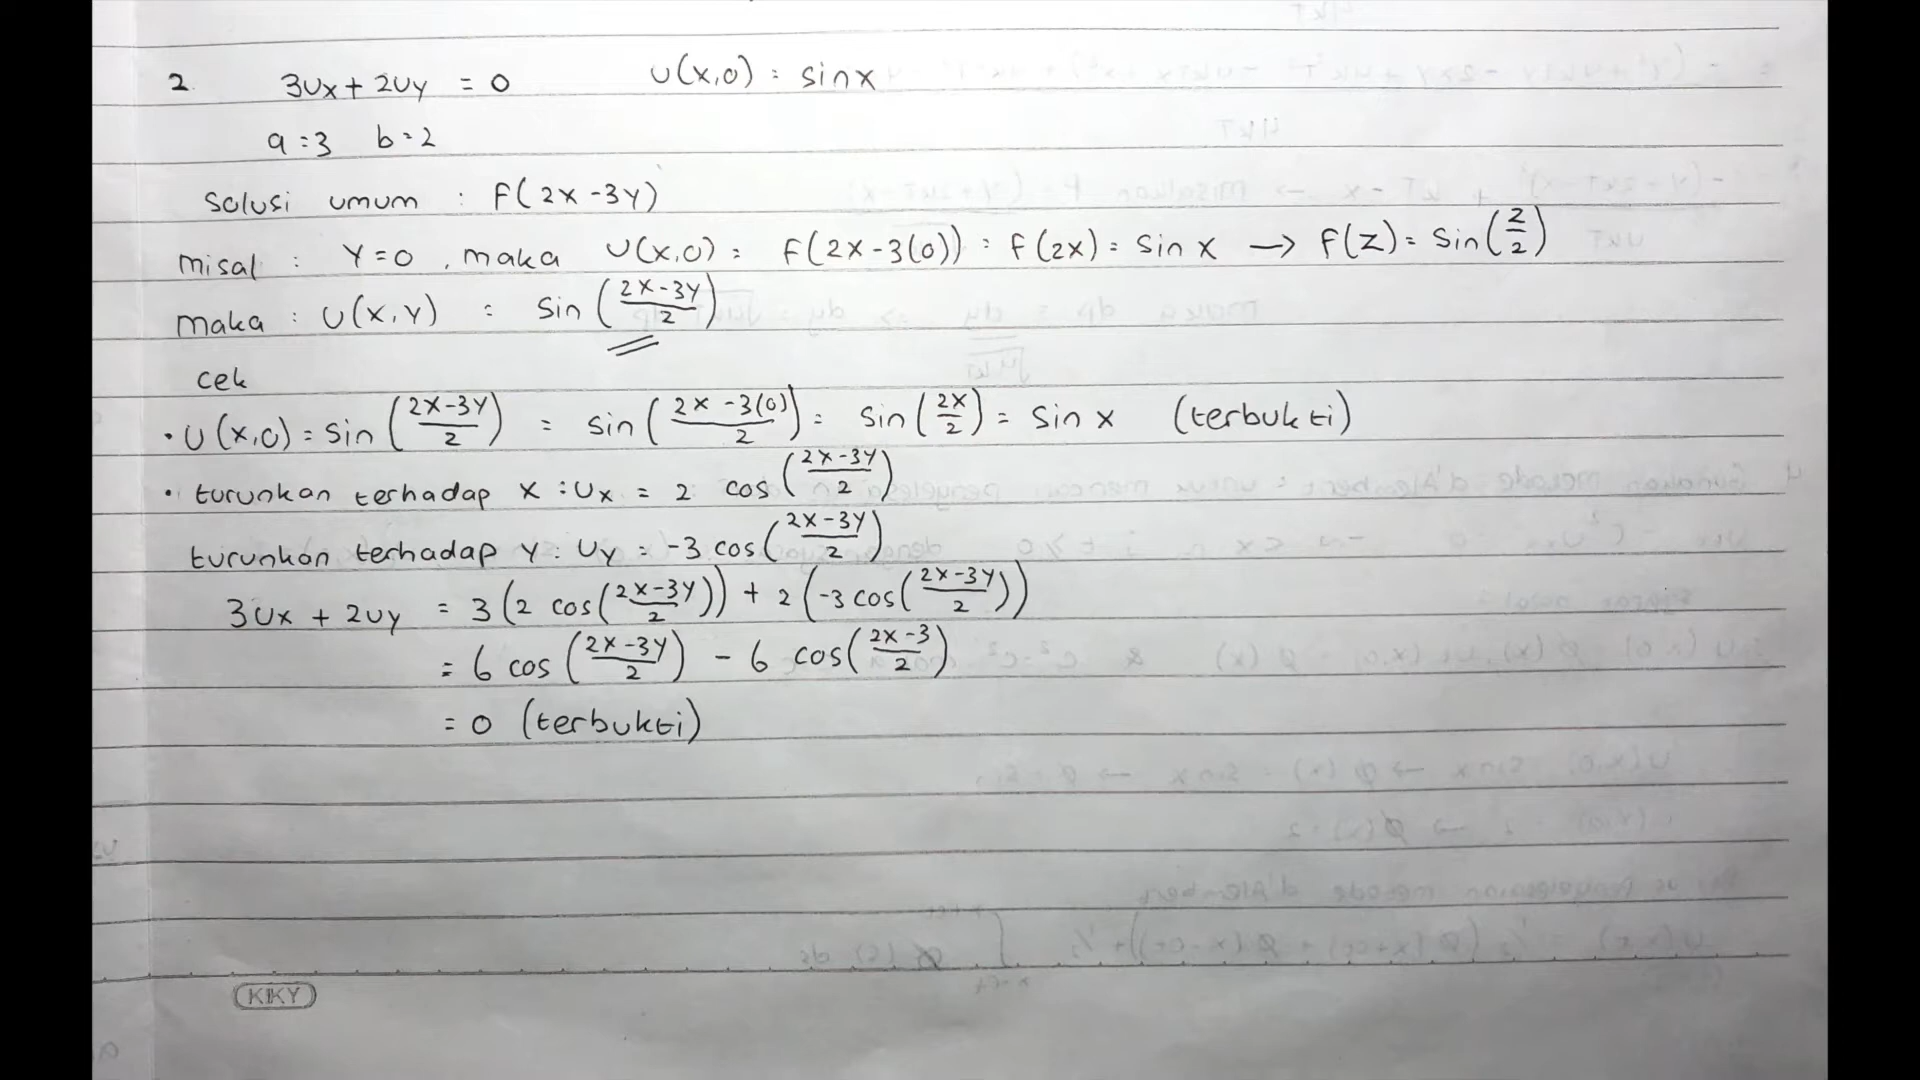 2. 3Ux + 2Uy = 0 U(x,0) = sin x
a = 3 b = 2
Solusi umum : f(2x - 3y)
misal : y = 0, maka U(x,0) = f(2x - 3(0)) = f(2x) = sin x → f(z) = sin(z/2)
maka : U(x,y) = sin((2x - 3y)/2)
cek
• U(x,0) = sin((2x - 3y)/2) = sin((2x - 3(0))/2) = sin(2x/2) = sin x (terbukti)
• turunkan terhadap x : Ux = 2 cos((2x - 3y)/2)
turunkan terhadap y : Uy = -3 cos((2x - 3y)/2)
3Ux + 2Uy = 3(2 cos((2x - 3y)/2)) + 2(-3 cos((2x - 3y)/2))
= 6 cos((2x - 3y)/2) - 6 cos((2x - 3)/2)
= 0 (terbukti)
KIKY